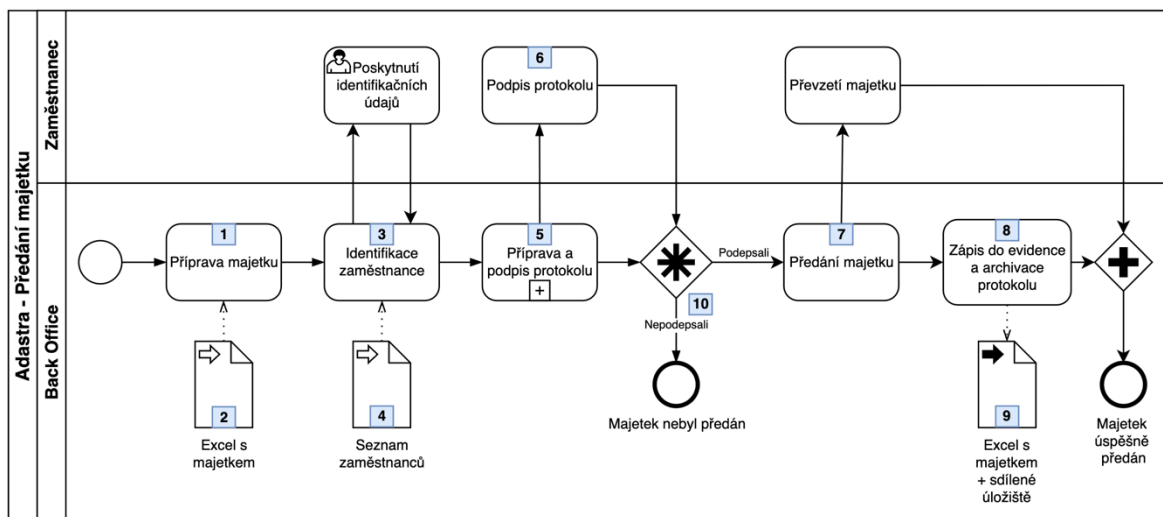 Adastra - Předání majetku
Zaměstnanec
Poskytnutí
identifikačních
údajů
6
Podpis protokolu
Převzetí majetku
Back Office
1
Příprava majetku
3
Identifikace
zaměstnance
5
Příprava a
podpis protokolu
Podepsali
7
Předání majetku
8
Zápis do evidence
a archivace
protokolu
10
Nepodepsali
2
Excel s
majetkem
4
Seznam
zaměstnanců
Majetek nebyl předán
9
Excel s
majetkem
+ sdílené
úložiště
Majetek
úspěšně
předán